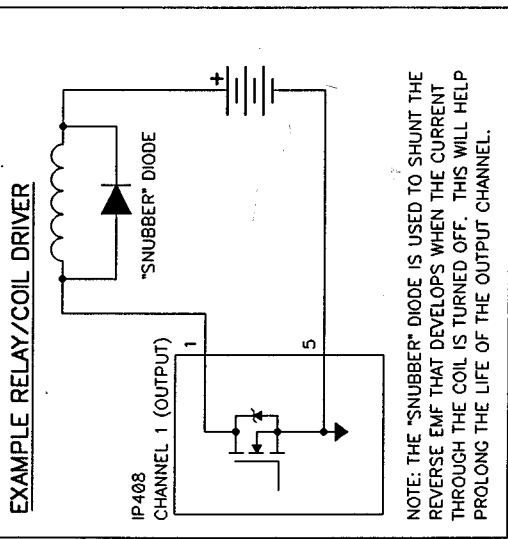 EXAMPLE RELAY/COIL DRIVER
+
"SNUBBER" DIODE
IP408
CHANNEL 1 (OUTPUT)
1
5
NOTE: THE "SNUBBER" DIODE IS USED TO SHUNT THE
REVERSE EMF THAT DEVELOPS WHEN THE CURRENT
THROUGH THE COIL IS TURNED OFF. THIS WILL HELP
PROLONG THE LIFE OF THE OUTPUT CHANNEL.